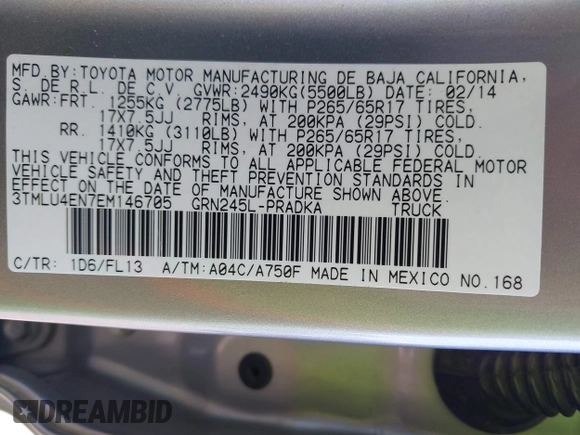 MFD.BY:TOYOTA MOTOR MANUFACTURING DE BAJA CALIFORNIA,
S. DE R.L. DE C.V. GVWR:2490KG(5500LB) DATE: 02/14
GAWR:FRT. 1255KG (2775LB) WITH P265/65R17 TIRES,
17X7.5JJ RIMS, AT 200KPA (29PSI) COLD.
RR. 1410KG (3110LB) WITH P265/65R17 TIRES,
17X7.5JJ RIMS, AT 200KPA (29PSI) COLD.
THIS VEHICLE CONFORMS TO ALL APPLICABLE FEDERAL MOTOR
VEHICLE SAFETY AND THEFT PREVENTION STANDARDS IN
EFFECT ON THE DATE OF MANUFACTURE SHOWN ABOVE.
3TMLU4EN7EM146705 GRN245L-PRADKA TRUCK
C/TR: 1D6/FL13 A/TM:A04C/A750F MADE IN MEXICO NO.168
DREAMBID